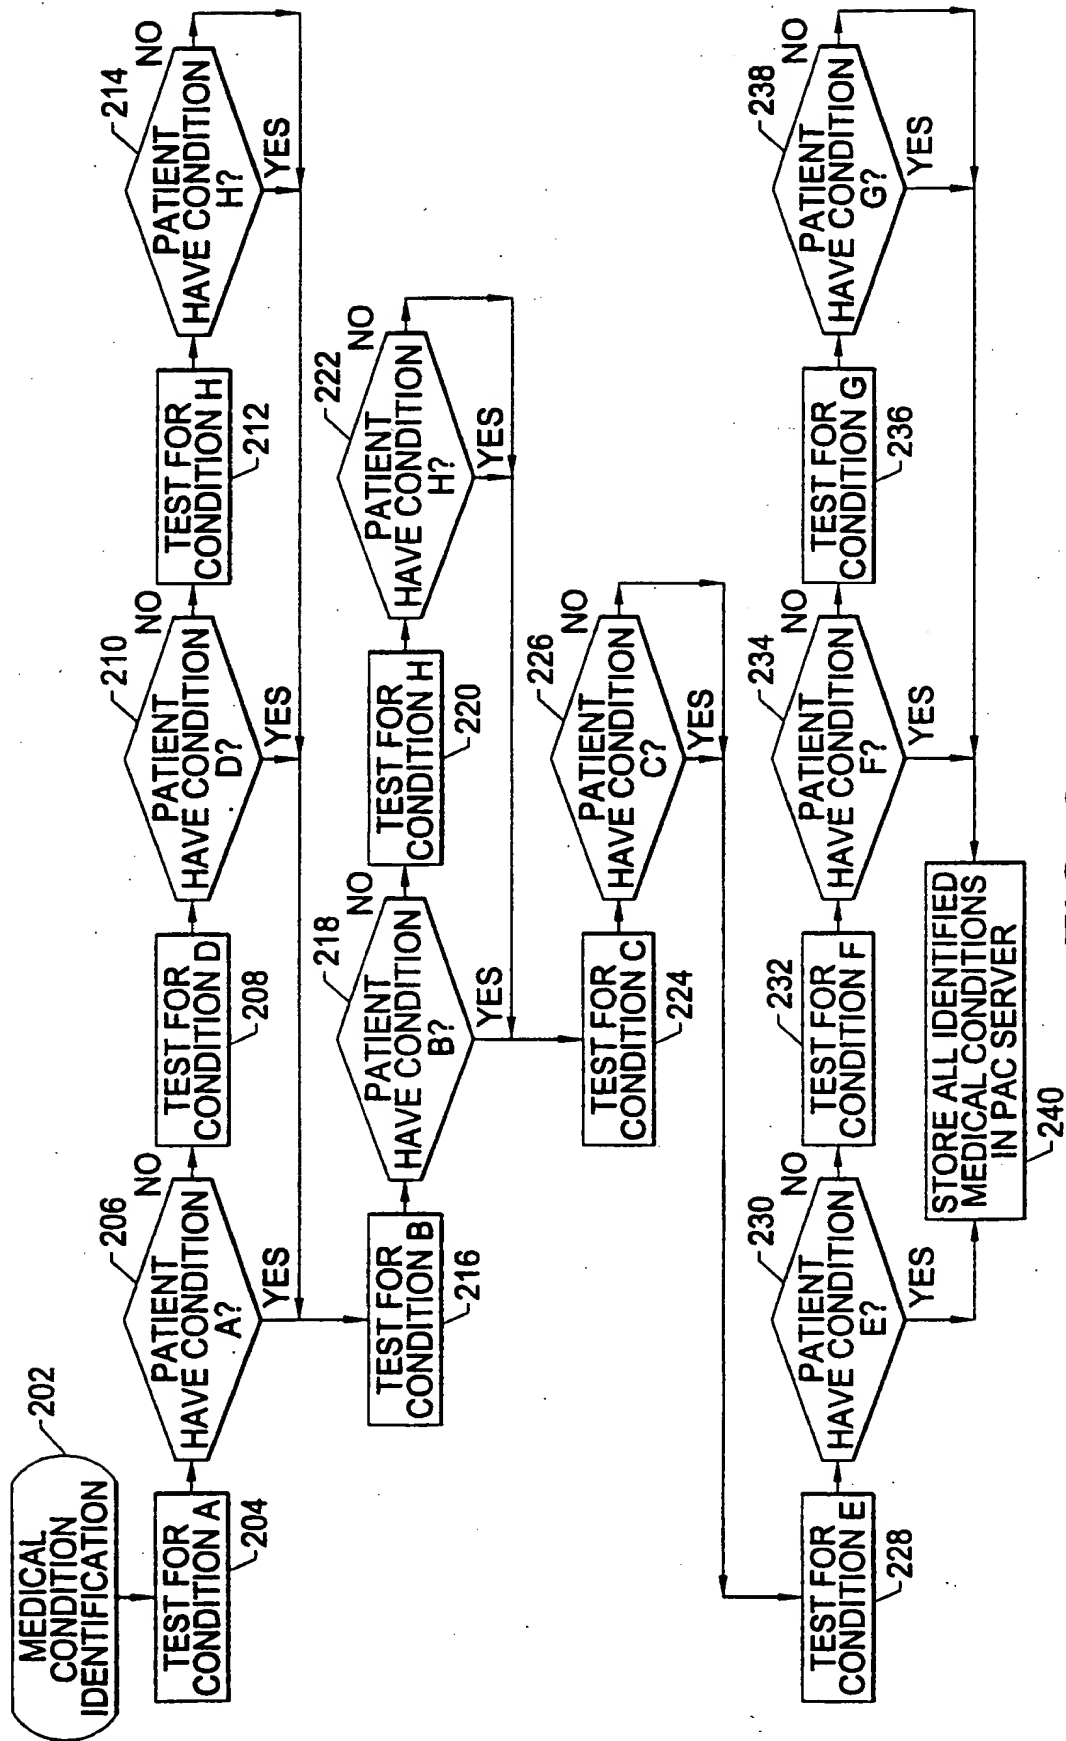 MEDICAL
CONDITION
IDENTIFICATION
202
TEST FOR
CONDITION A
204
PATIENT
HAVE CONDITION
A?
206
NO
YES
TEST FOR
CONDITION D
208
PATIENT
HAVE CONDITION
D?
210
NO
YES
TEST FOR
CONDITION H
212
PATIENT
HAVE CONDITION
H?
214
NO
YES
TEST FOR
CONDITION B
216
PATIENT
HAVE CONDITION
B?
218
NO
YES
TEST FOR
CONDITION H
220
PATIENT
HAVE CONDITION
H?
222
NO
YES
TEST FOR
CONDITION C
224
PATIENT
HAVE CONDITION
C?
226
NO
YES
TEST FOR
CONDITION E
228
PATIENT
HAVE CONDITION
E?
230
NO
YES
TEST FOR
CONDITION F
232
PATIENT
HAVE CONDITION
F?
234
NO
YES
TEST FOR
CONDITION G
236
PATIENT
HAVE CONDITION
G?
238
NO
YES
STORE ALL IDENTIFIED
MEDICAL CONDITIONS
IN PAC SERVER
240